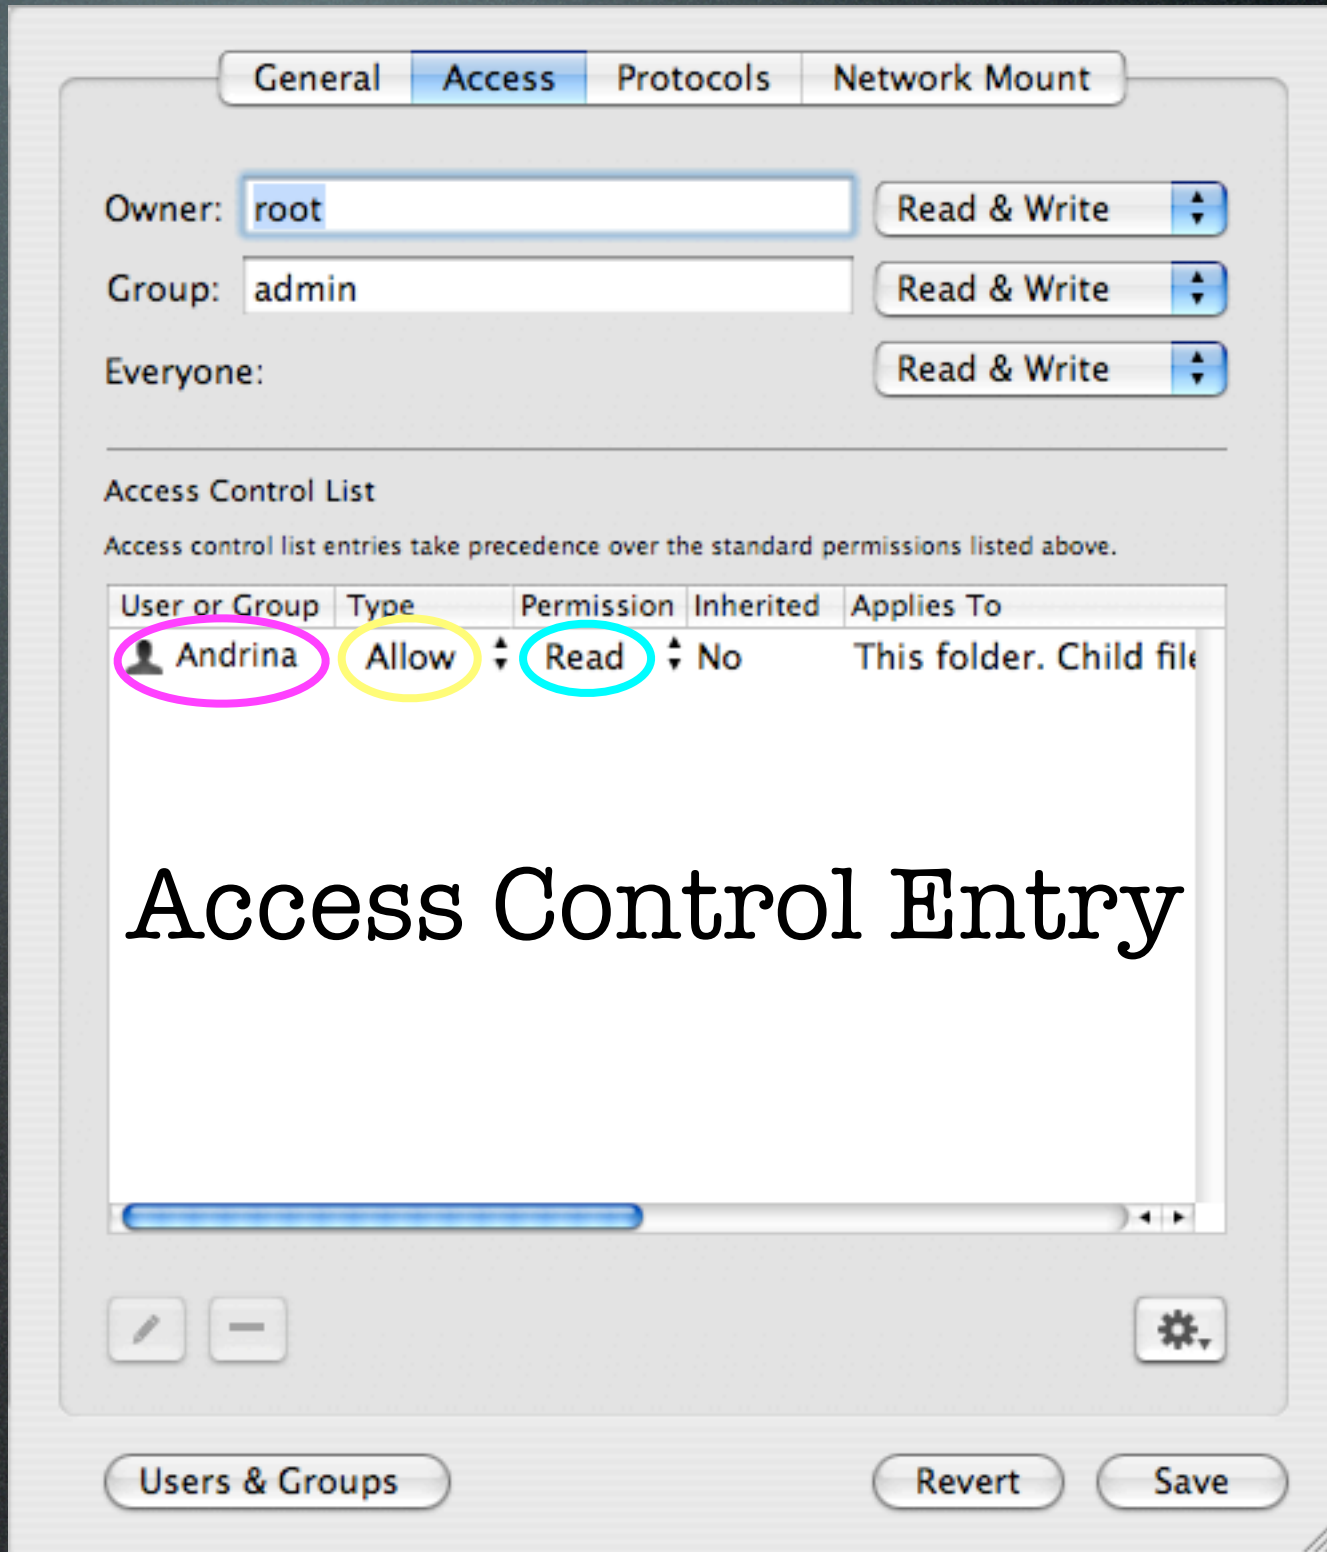 General Access Protocols Network Mount
Owner: root Read & Write
Group: admin Read & Write
Everyone: Read & Write
Access Control List
Access control list entries take precedence over the standard permissions listed above.
User or Group Type Permission Inherited Applies To
Andrina Allow Read No This folder. Child file
Access Control Entry
Users & Groups Revert Save